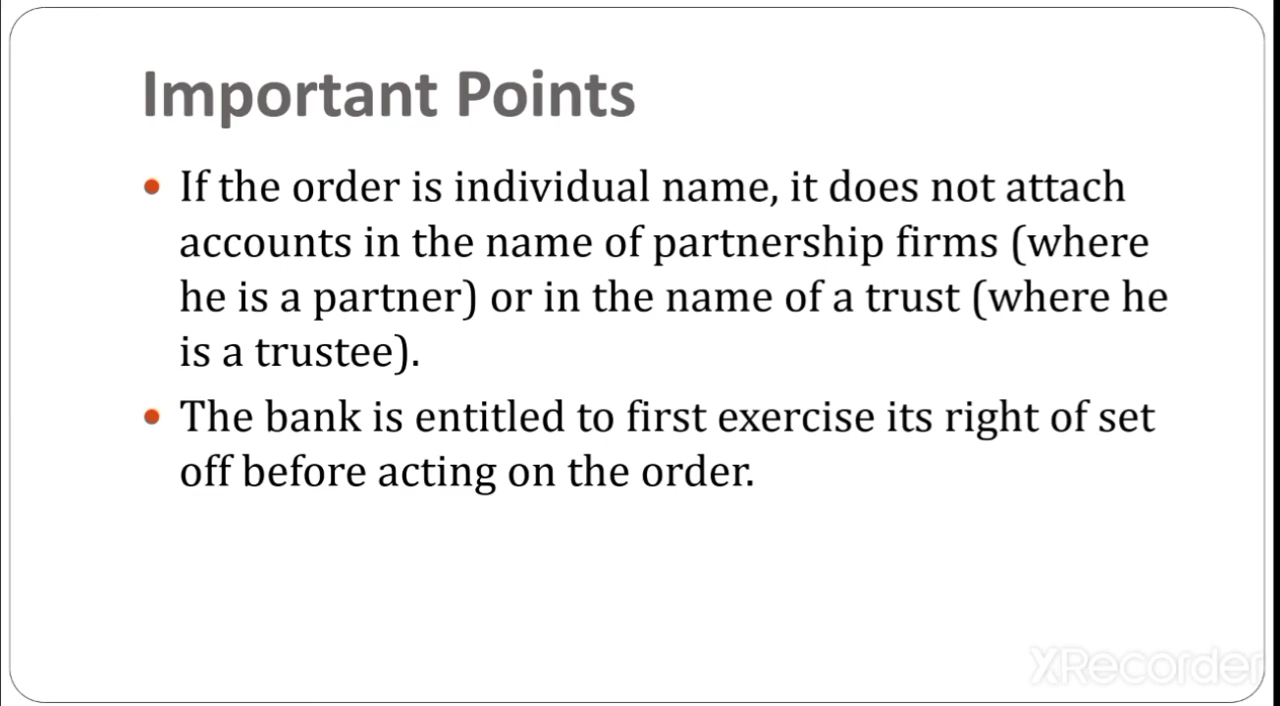 Important Points
• If the order is individual name, it does not attach
accounts in the name of partnership firms (where
he is a partner) or in the name of a trust (where he
is a trustee).
• The bank is entitled to first exercise its right of set
off before acting on the order.
XRecorder